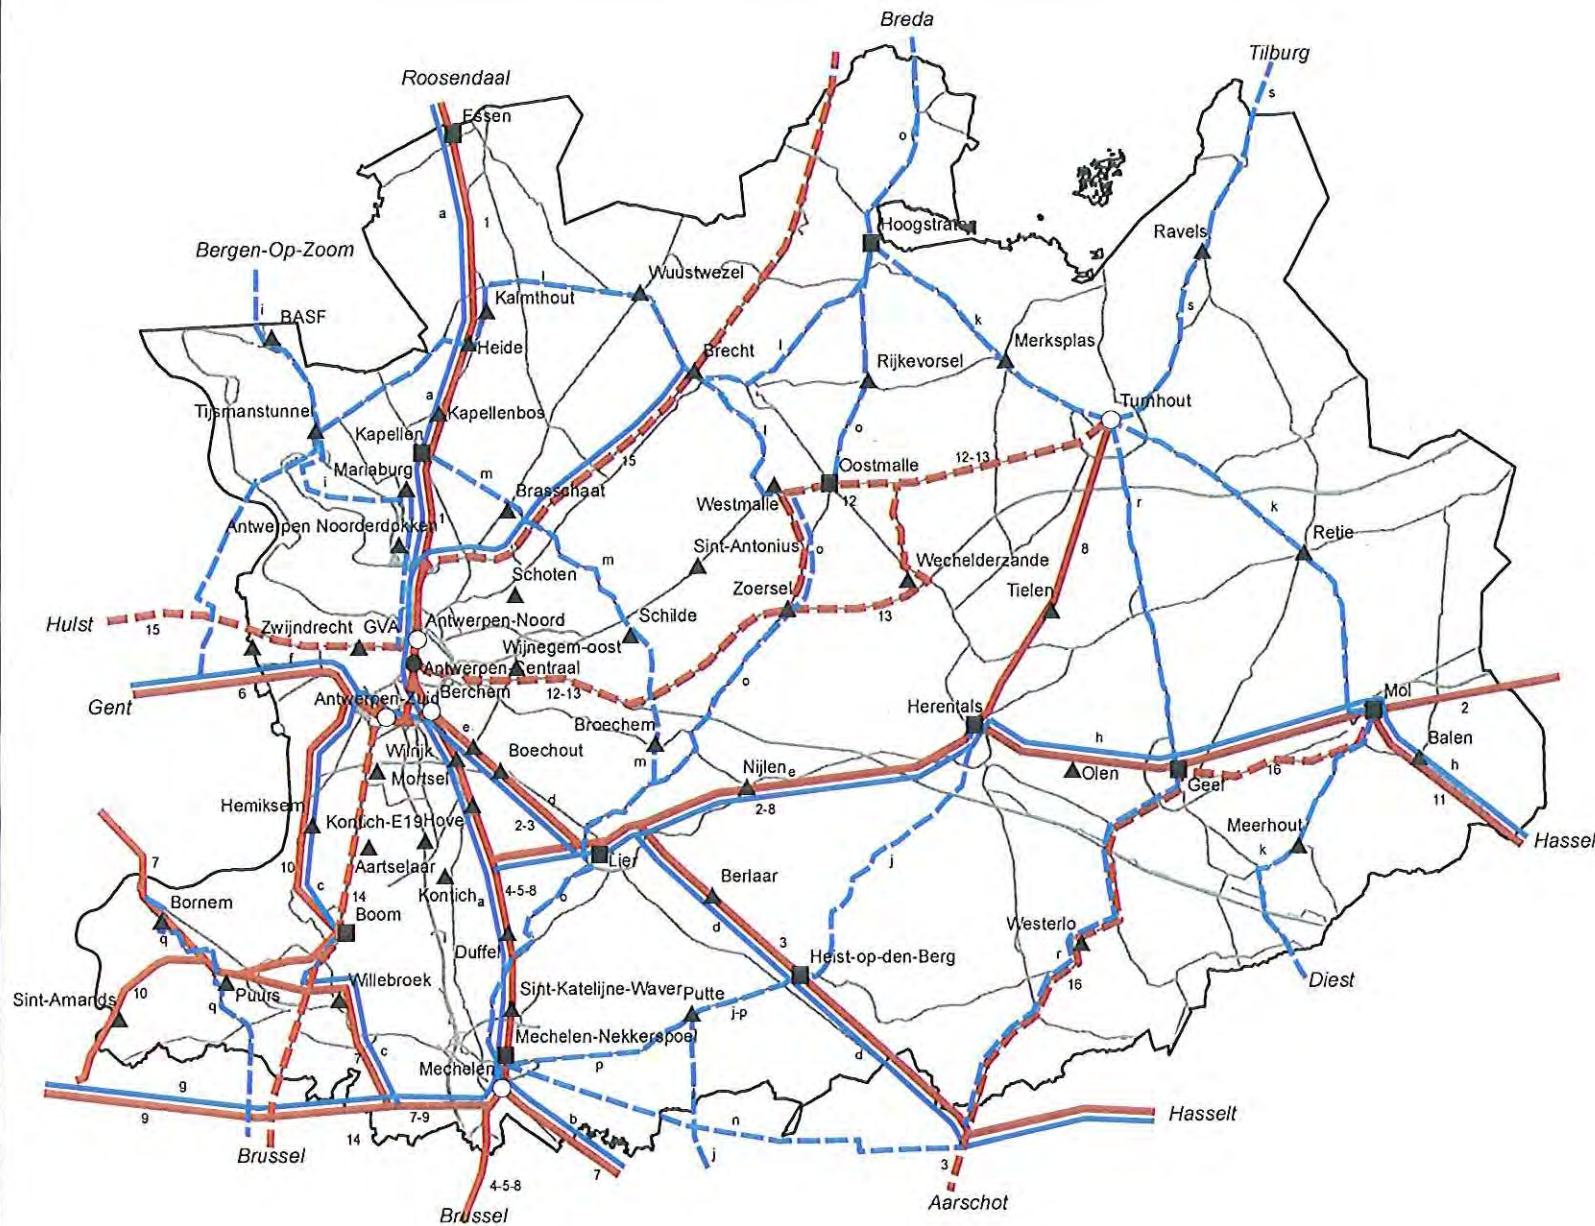 Breda
Tilburg
s
Roosendaal
Essen
o
a
1
Hoogstraten
Ravels
Bergen-Op-Zoom
Wuustwezel
l
Kalmthout
i
BASF
s
k
Merksplas
Heide
Brecht
l
Rijkevorsel
a
Turnhout
Tijsmanstunnel
Kapellenbos
Kapellen
l
o
15
12-13
Oostmalle
Mariaburg
m
i
Brasschaat
Westmalle
12
r
k
1
Antwerpen Noorderdokken
Retie
Sint-Antonius
o
8
Wechelderzande
m
Schoten
Tielen
Zoersel
13
Schilde
Hulst
15
Zwijndrecht
GVA
Antwerpen-Noord
Wijnegem-oost
f
Antwerpen-Centraal
o
6
12-13
Berchem
Antwerpen-Zuid
Gent
Herentals
Mol
2
Broechem
e
h
Balen
Wilrijk
Boechout
m
Nijlen
e
Olen
16
h
Mortsel
Geel
d
2-8
11
Hemiksem
Kontich-E19
Hove
2-3
Meerhout
Hassel
7
Aartselaar
Lier
j
k
10
c
14
Kontich
a
4-5-8
o
Berlaar
Bornem
Boom
d
Westerlo
q
3
Duffel
Heist-op-den-Berg
r
Diest
10
Puurs
Willebroek
16
Sint-Amands
q
Sint-Katelijne-Waver
Putte
j-p
7
c
Mechelen-Nekkerspoel
d
Mechelen
p
g
9
7-9
b
n
Hasselt
14
Brussel
j
7
3
4-5-8
Aarschot
Brussel